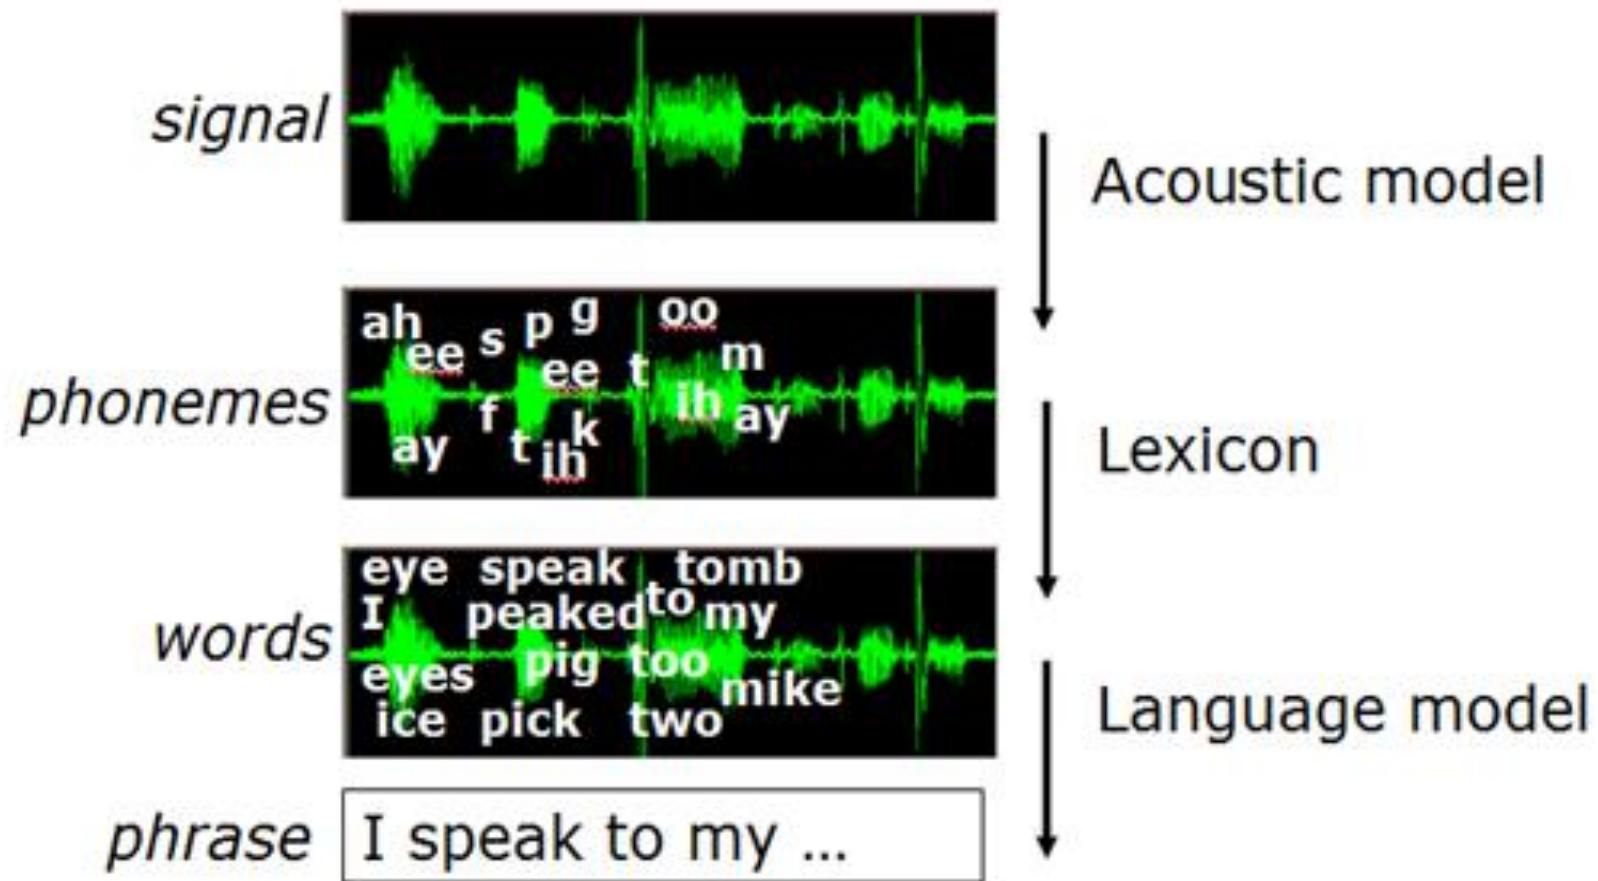 signal
Acoustic model
ah ee s p g ee t oo m
ay f t ih k ih ay
phonemes
Lexicon
eye speak tomb
I peaked to my
words
eyes pig too mike
ice pick two
Language model
phrase
I speak to my ...